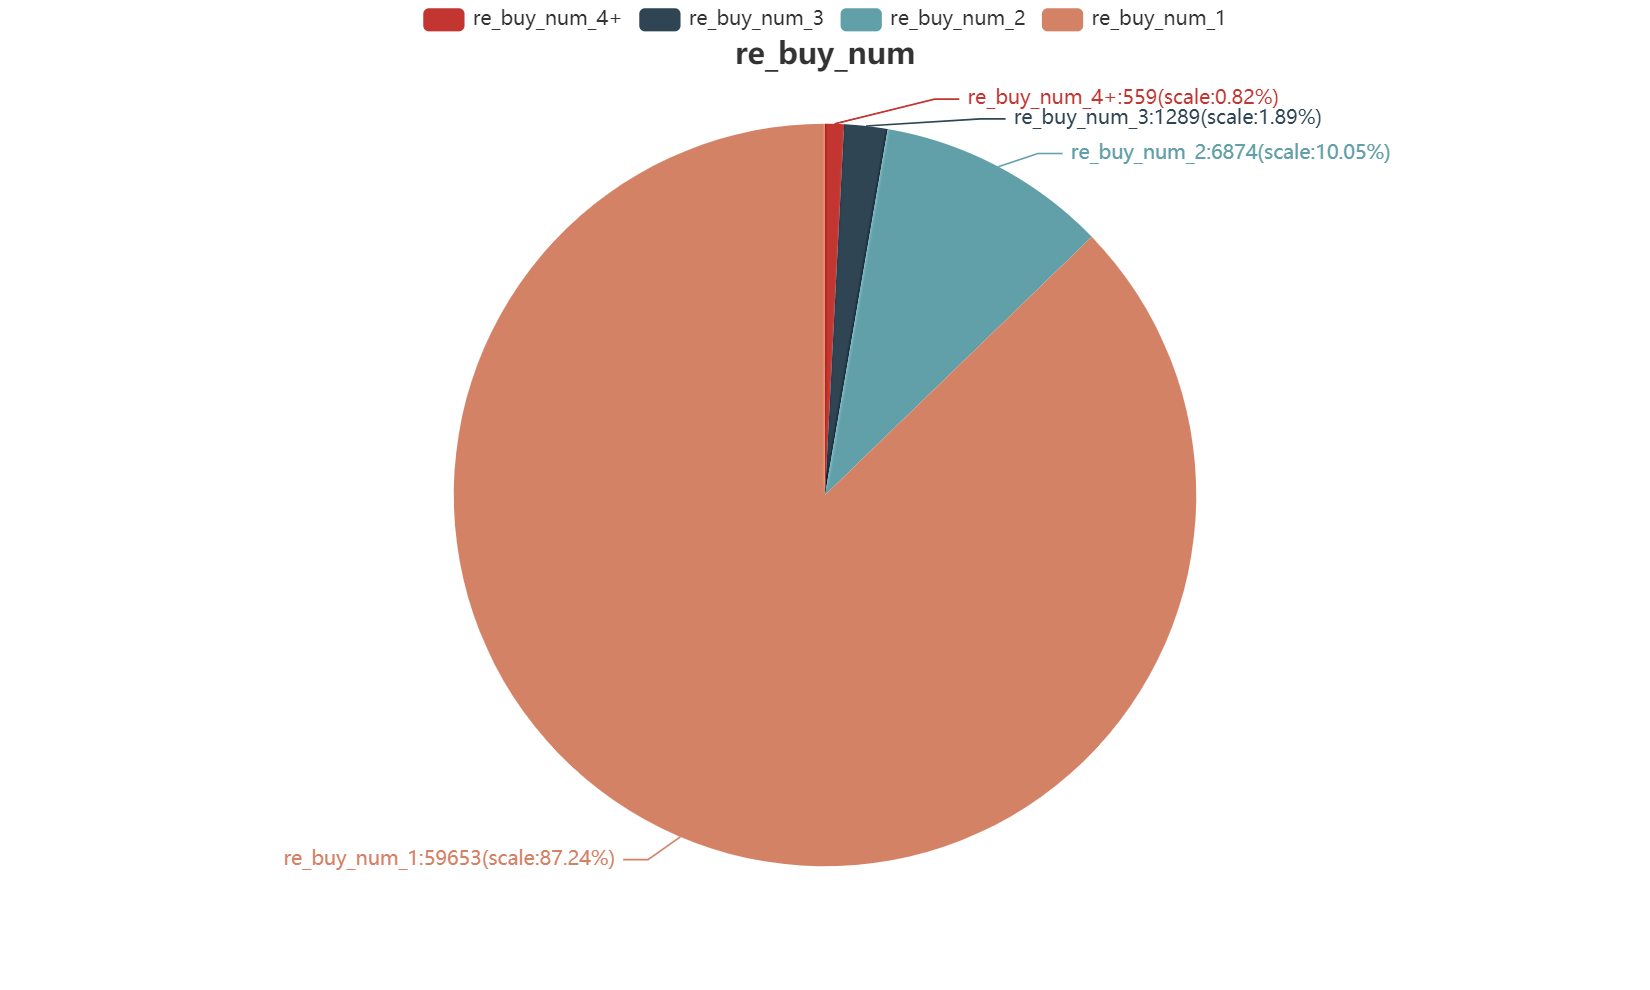 re_buy_num_4+ re_buy_num_3 re_buy_num_2 re_buy_num_1
re_buy_num
re_buy_num_4+:559(scale:0.82%)
re_buy_num_3:1289(scale:1.89%)
re_buy_num_2:6874(scale:10.05%)
re_buy_num_1:59653(scale:87.24%)